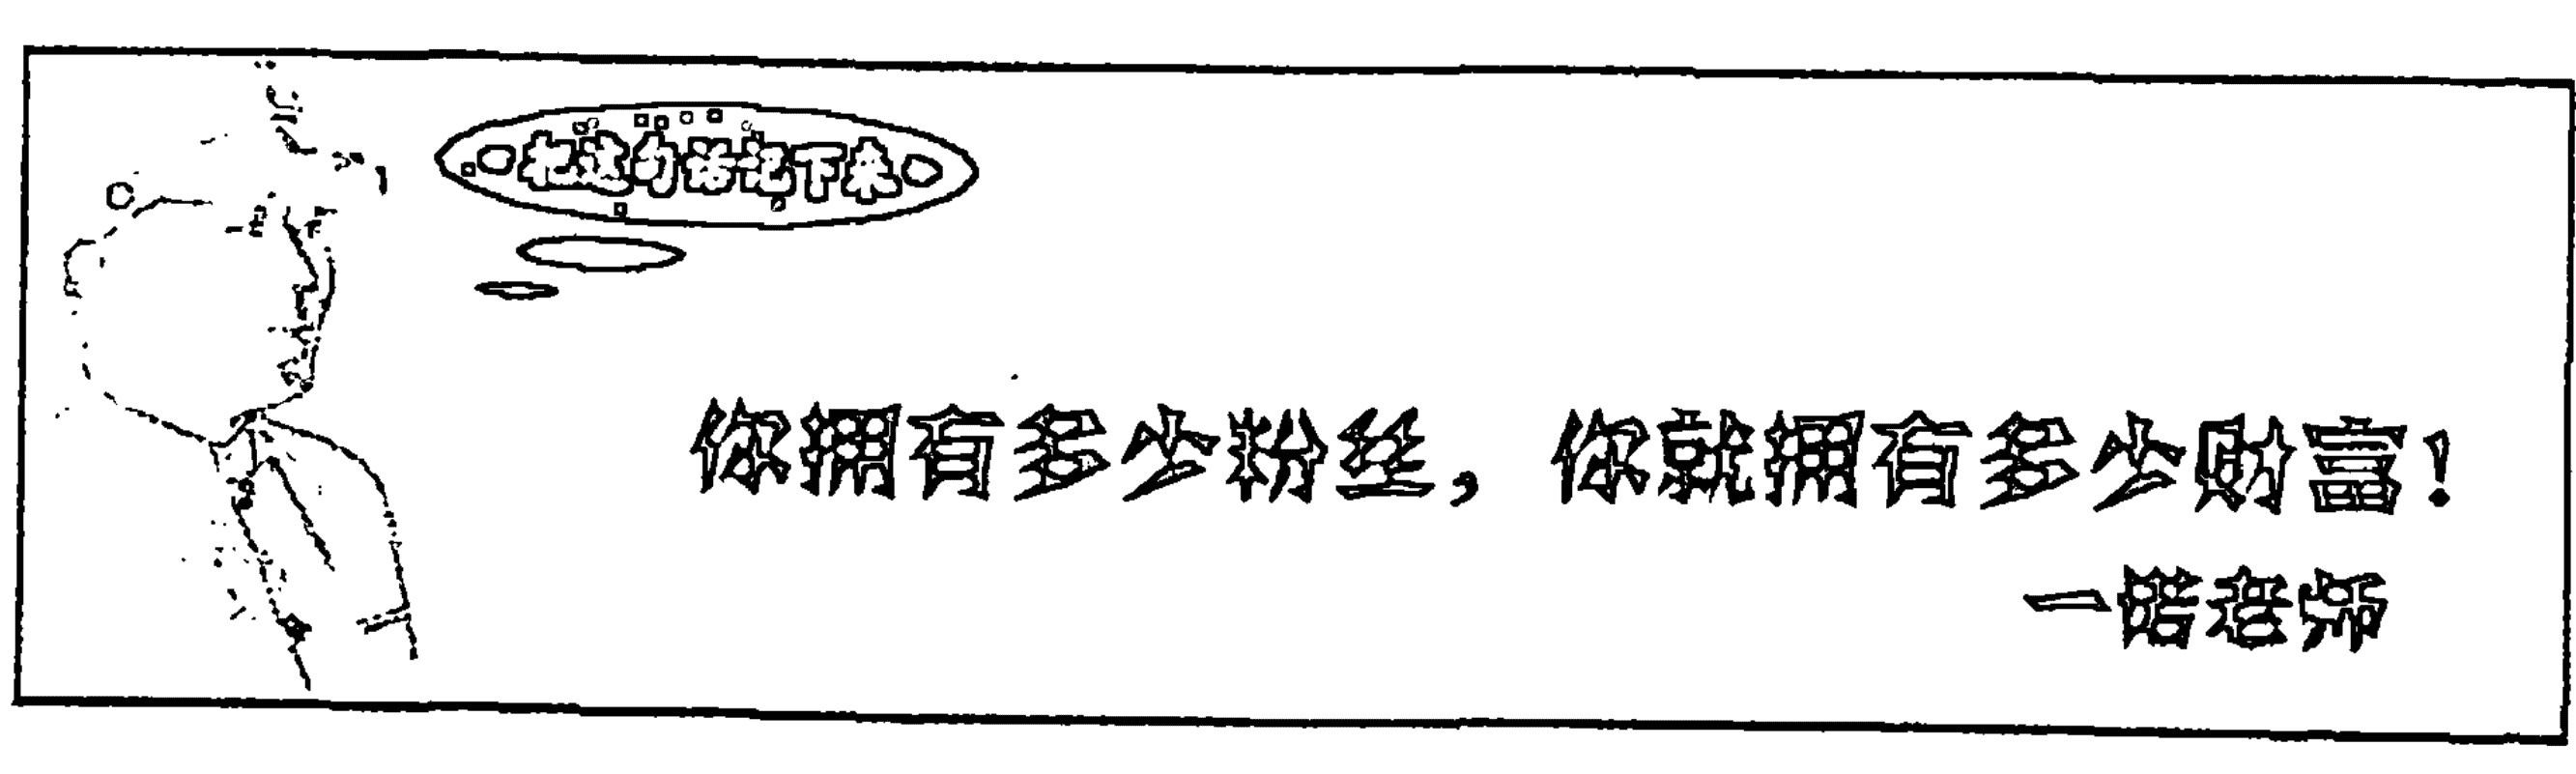 把这句话记下来
你拥有多少粉丝，你就拥有多少财富！
一諾老师